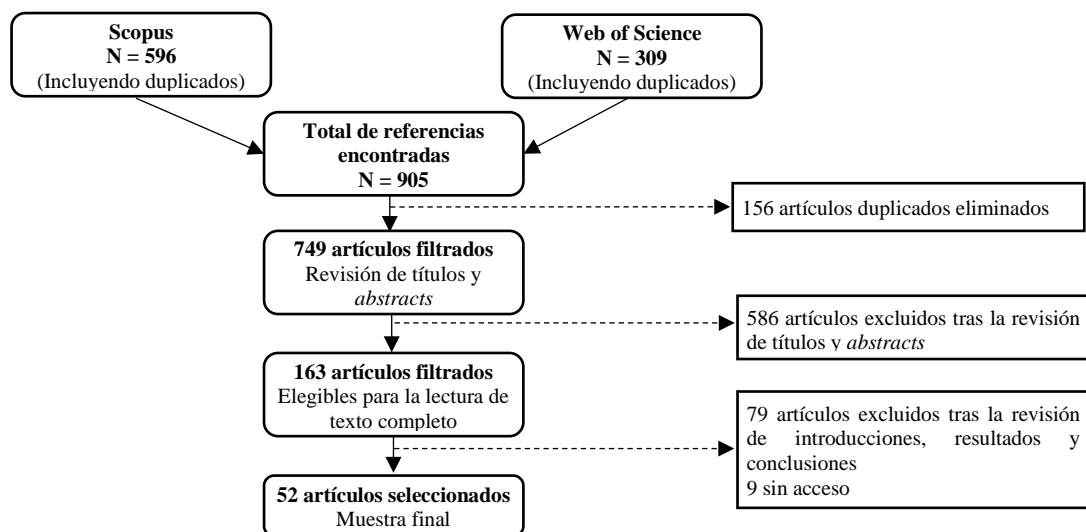 Scopus
N = 596
(Incluyendo duplicados)
Web of Science
N = 309
(Incluyendo duplicados)
Total de referencias
encontradas
N = 905
156 artículos duplicados eliminados
749 artículos filtrados
Revisión de títulos y
abstracts
586 artículos excluidos tras la revisión
de títulos y abstracts
163 artículos filtrados
Elegibles para la lectura de
texto completo
79 artículos excluidos tras la revisión
de introducciones, resultados y
conclusiones
9 sin acceso
52 artículos seleccionados
Muestra final